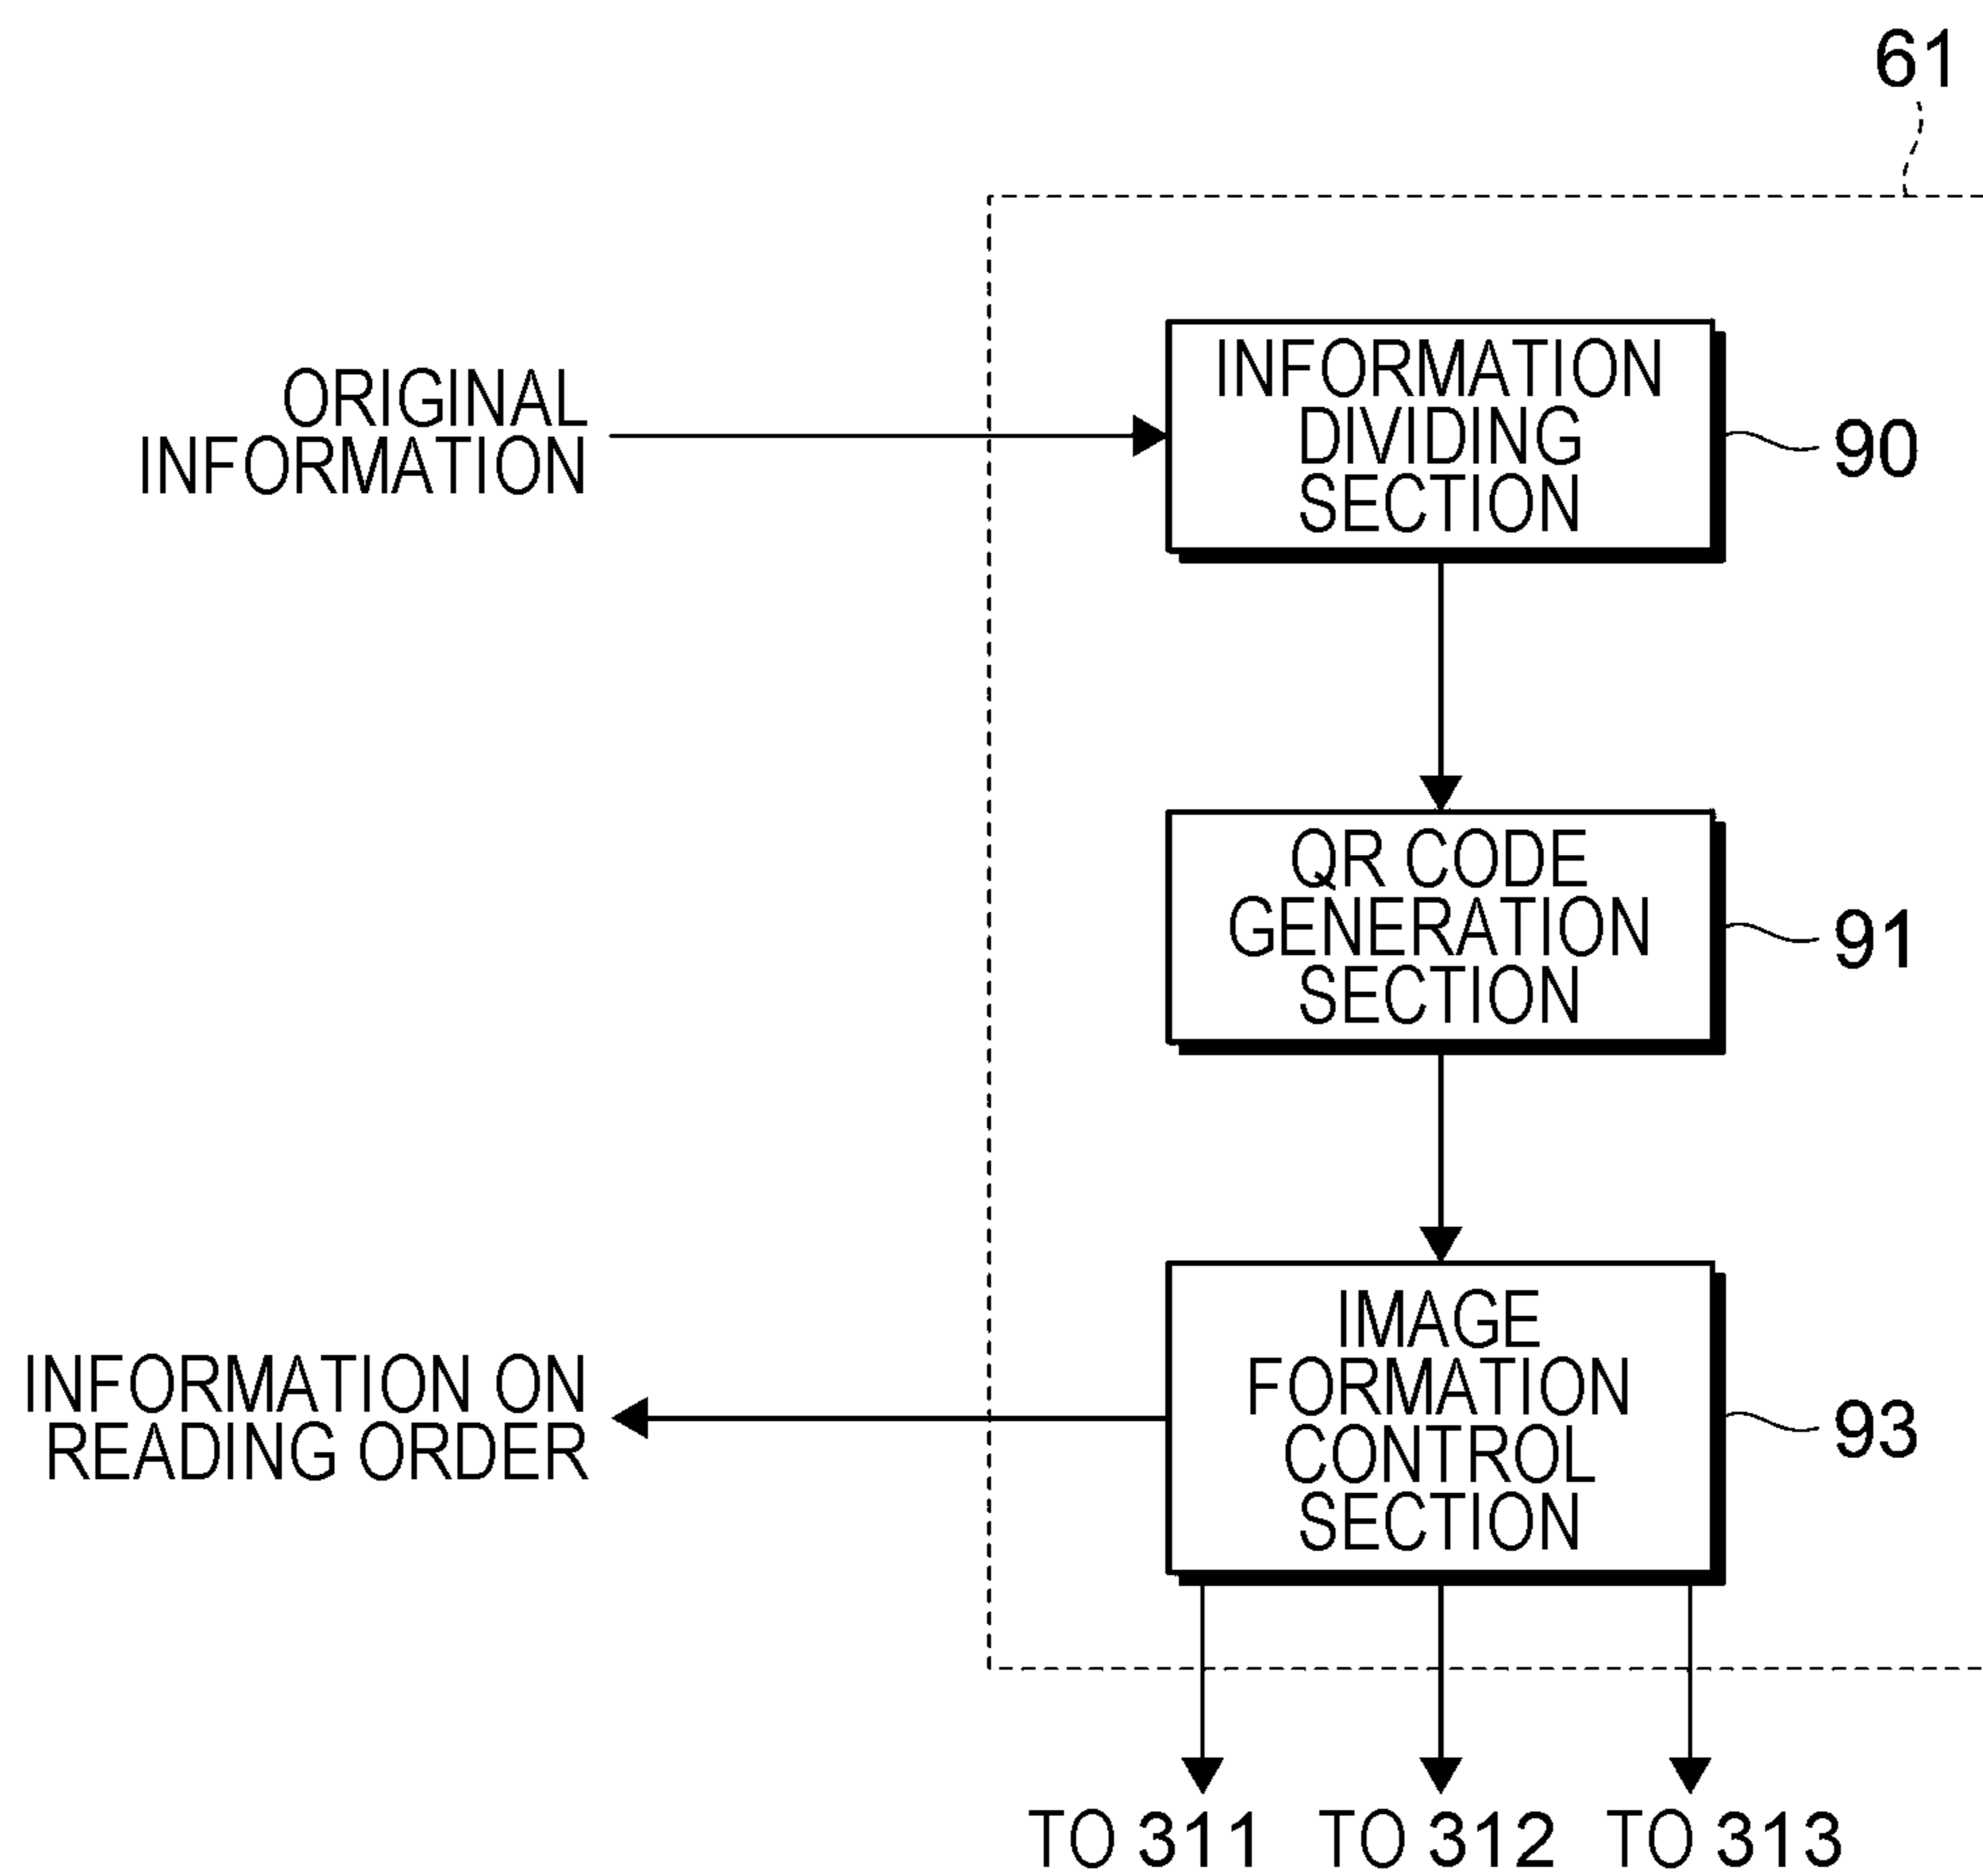 61
ORIGINAL
INFORMATION
INFORMATION
DIVIDING
SECTION
90
QR CODE
GENERATION
SECTION
91
INFORMATION ON
READING ORDER
IMAGE
FORMATION
CONTROL
SECTION
93
TO 311
TO 312
TO 313